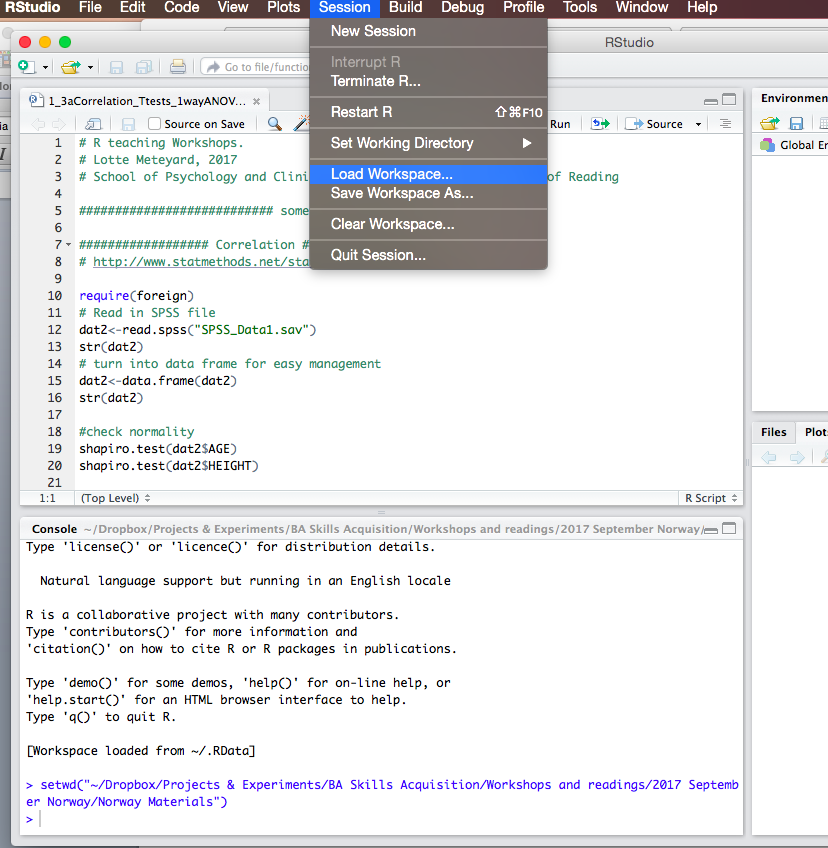 RStudio File Edit Code View Plots Session Build Debug Profile Tools Window Help
New Session
Interrupt R
Terminate R...
Restart R ⇧⌘F10
Set Working Directory ▶
Load Workspace...
Save Workspace As...
Clear Workspace...
Quit Session...
RStudio
Go to file/functio
1_3aCorrelation_Ttests_1wayANOV... ×
Source on Save Run Source
1 # R teaching Workshops.
2 # Lotte Meteyard, 2017
3 # School of Psychology and Clini of Reading
4
5 ########################### some
6
7 ################## Correlation #
8 # http://www.statmethods.net/sta
9
10 require(foreign)
11 # Read in SPSS file
12 dat2<-read.spss("SPSS_Data1.sav")
13 str(dat2)
14 # turn into data frame for easy management
15 dat2<-data.frame(dat2)
16 str(dat2)
17
18 #check normality
19 shapiro.test(dat2$AGE)
20 shapiro.test(dat2$HEIGHT)
21
1:1 (Top Level) R Script
Console ~/Dropbox/Projects & Experiments/BA Skills Acquisition/Workshops and readings/2017 September Norway/
Type 'license()' or 'licence()' for distribution details.
Natural language support but running in an English locale
R is a collaborative project with many contributors.
Type 'contributors()' for more information and
'citation()' on how to cite R or R packages in publications.
Type 'demo()' for some demos, 'help()' for on-line help, or
'help.start()' for an HTML browser interface to help.
Type 'q()' to quit R.
[Workspace loaded from ~/.RData]
> setwd("~/Dropbox/Projects & Experiments/BA Skills Acquisition/Workshops and readings/2017 Septemb
er Norway/Norway Materials")
>
Environmen
Global En
Files Plots